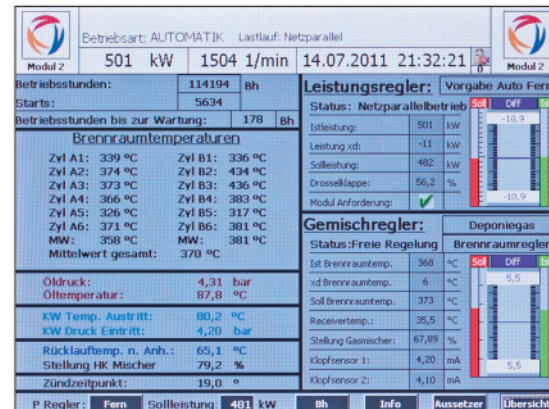 Betriebsart: AUTOMATIK Lastlauf: Netzparallel
Modul 2 501 kW 1504 1/min 14.07.2011 21:32:21 0 Modul 2
Betriebsstunden: 114194 Bh
Starts: 5634
Betriebsstunden bis zur Wartung: 178 Bh
Brennraumtemperaturen
Zyl A1: 339 ºC Zyl B1: 336 ºC
Zyl A2: 374 ºC Zyl B2: 434 ºC
Zyl A3: 373 ºC Zyl B3: 436 ºC
Zyl A4: 366 ºC Zyl B4: 383 ºC
Zyl A5: 326 ºC Zyl B5: 317 ºC
Zyl A6: 371 ºC Zyl B6: 381 ºC
MW: 358 ºC MW: 381 ºC
Mittelwert gesamt: 370 ºC
Öldruck: 4,31 bar
Öltemperatur: 87,8 ºC
KW Temp. Austritt: 80,2 ºC
KW Druck Eintritt: 4,20 bar
Rücklauftemp. n. Anh.: 65,1 ºC
Stellung HK Mischer 79,2 %
Zündzeitpunkt: 19,0 º
Leistungsregler: Vorgabe Auto Fern
Status: Netzparallelbetrieb Soll Diff Is
Istleistung: 501 kW
Leistung xd: -11 kW
Sollleistung: 482 kW
Drosselklappe: 56,2 %
Modul Anforderung:
-10,9
-10,9
Gemischregler: Deponiegas
Status:Freie Regelung Brennraumregler
Ist Brennraumtemp. 368 ºC Soll Diff Is
xd Brennraumtemp. 6 ºC
Soll Brennraumtemp. 373 ºC
Receivertemp.: 35,5 ºC
Stellung Gasmischer: 67,89 %
Klopfsensor 1: 4,20 mA
Klopfsensor 2: 4,10 mA
5,5
5,5
P Regler: Fern Sollleistung: 481 kW Bh Info Aussetzer Übersicht